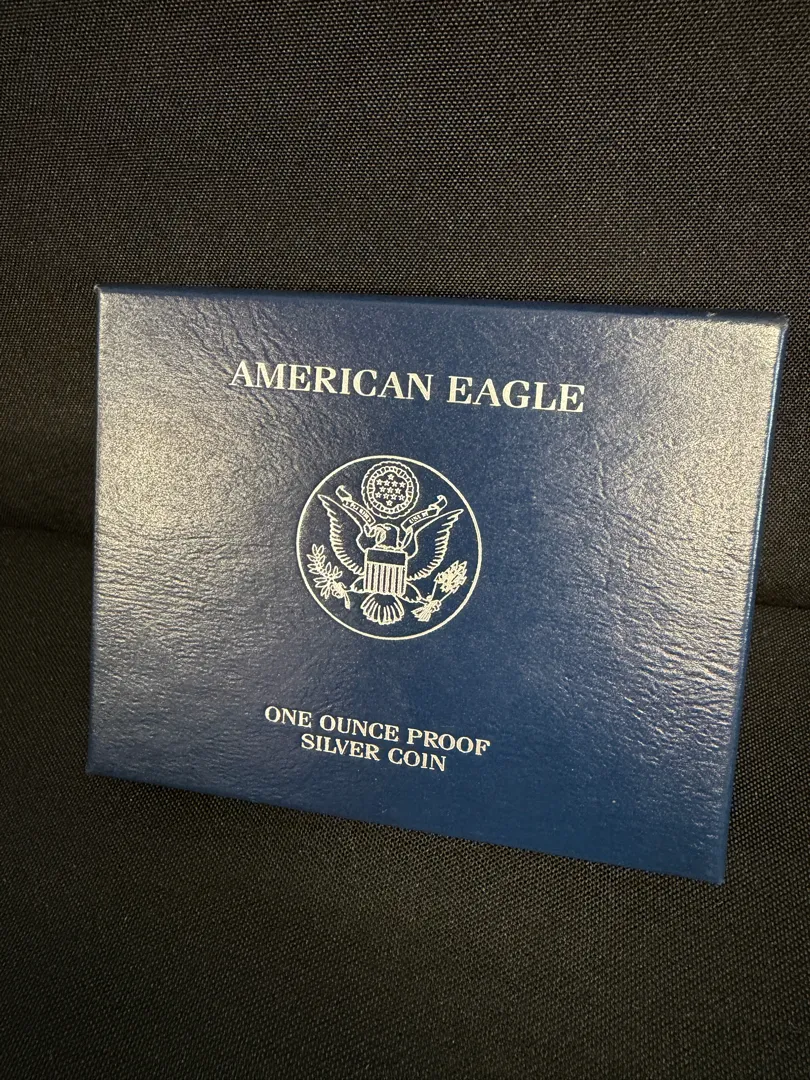 AMERICAN EAGLE
ONE OUNCE PROOF
SILVER COIN